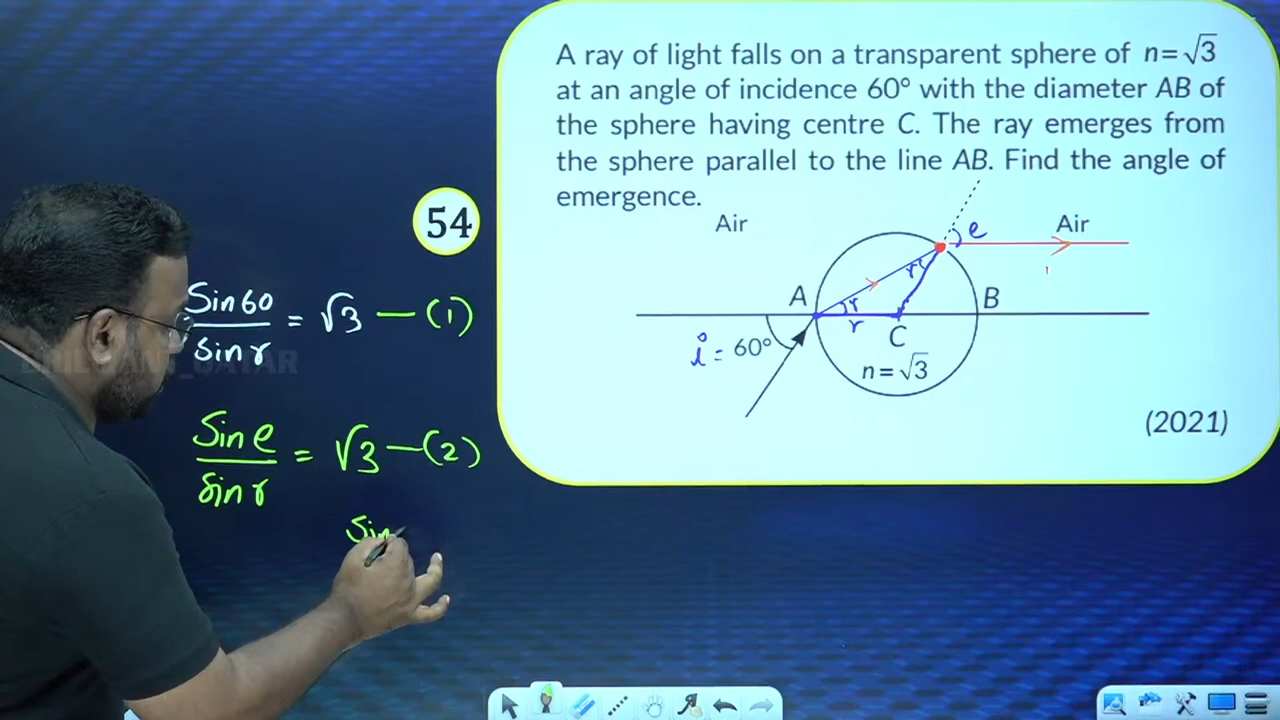 A ray of light falls on a transparent sphere of n=√3
at an angle of incidence 60° with the diameter AB of
the sphere having centre C. The ray emerges from
the sphere parallel to the line AB. Find the angle of
emergence.
54
Air
Air
e
r
r
A
r
r
B
C
i = 60°
n=√3
(2021)
Sin 60 / Sin r = √3 — (1)
Sin e / Sin r = √3 — (2)
Sin